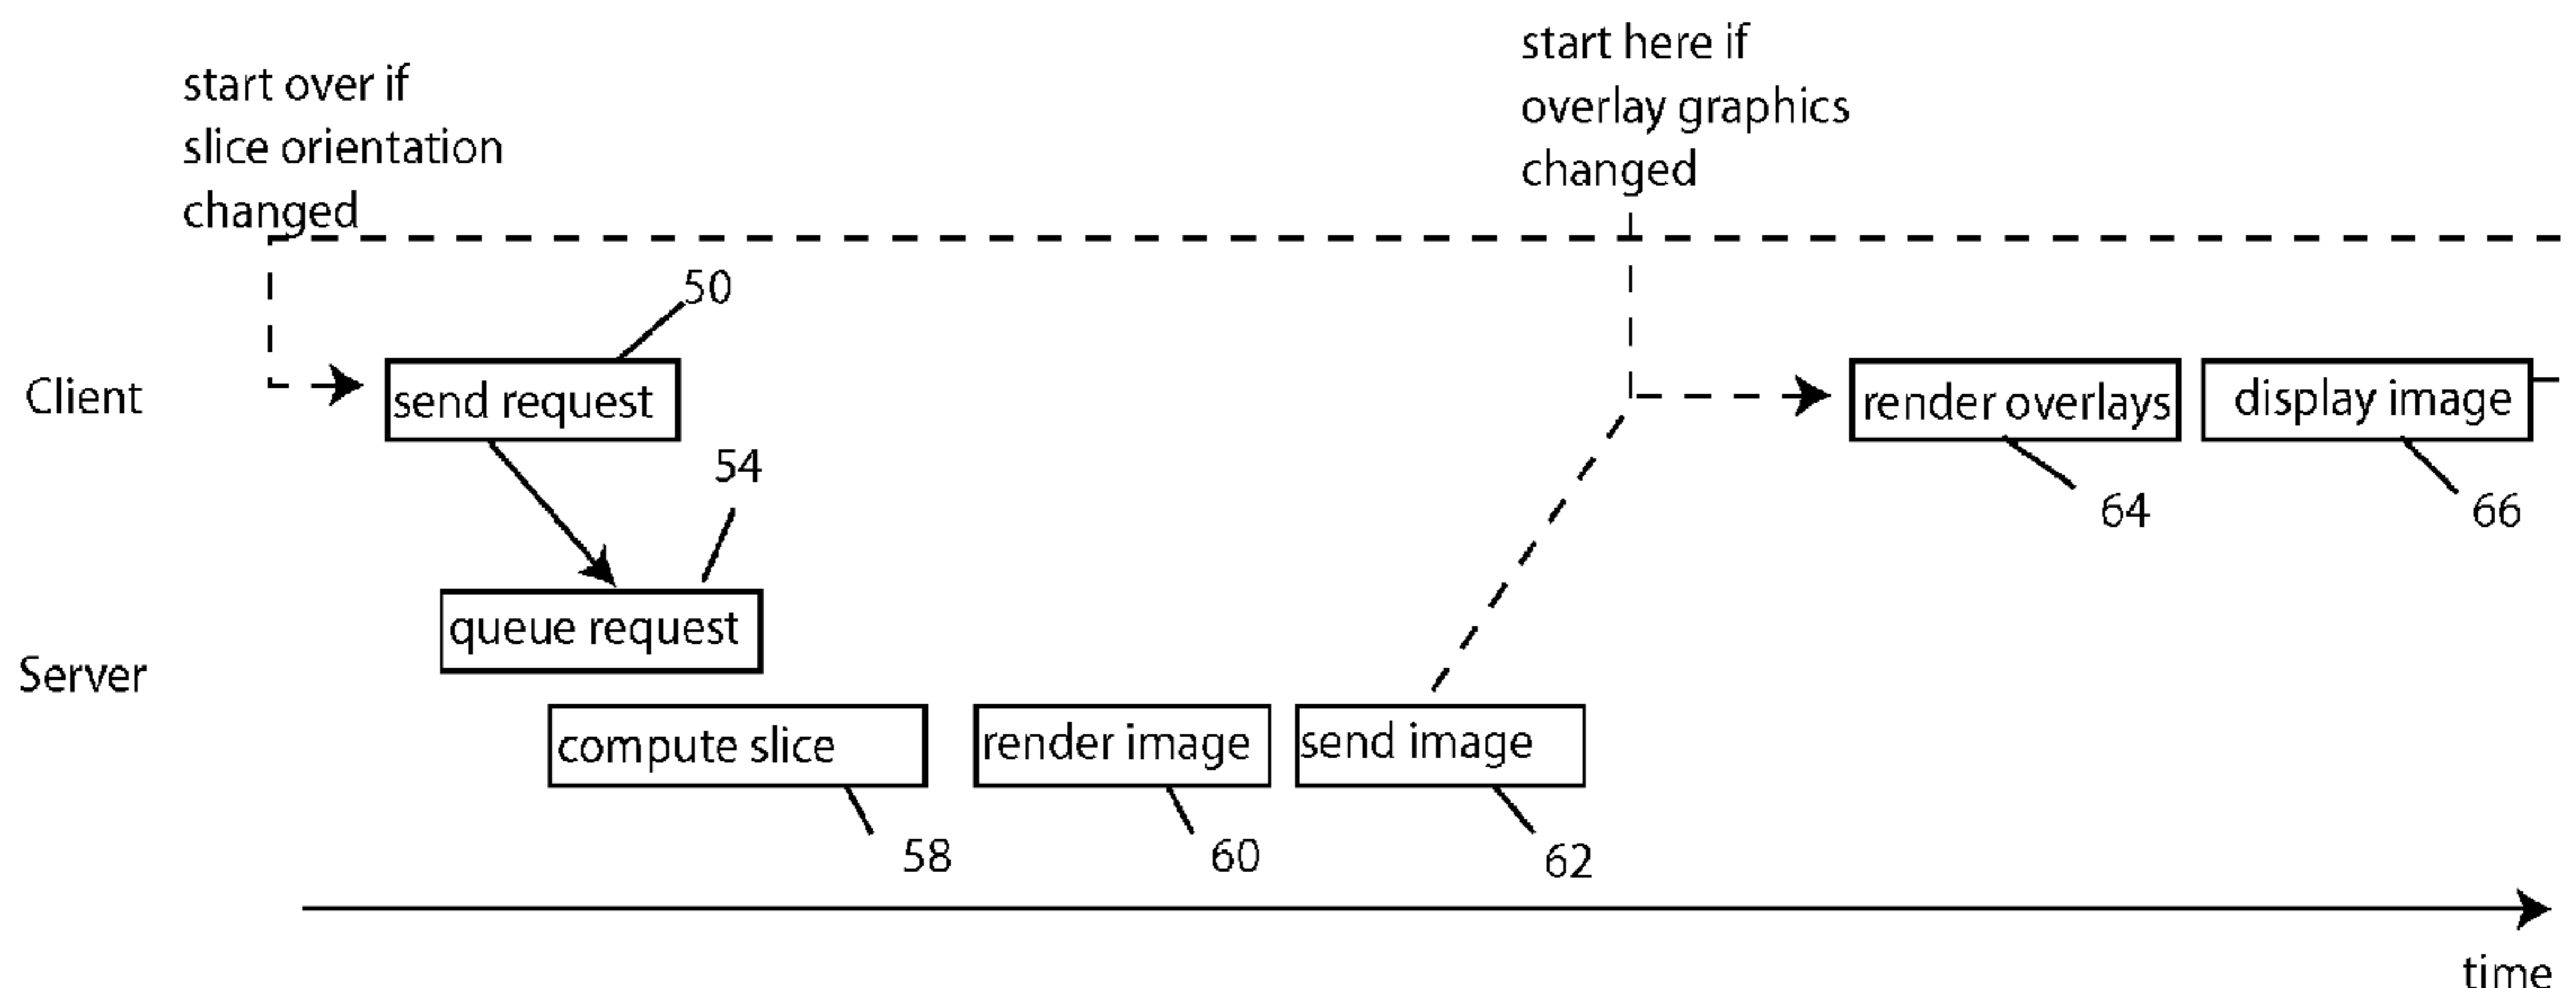 start over if
slice orientation
changed
start here if
overlay graphics
changed
50
Client
send request
render overlays
display image
54
64
66
queue request
Server
compute slice
render image
send image
58
60
62
time